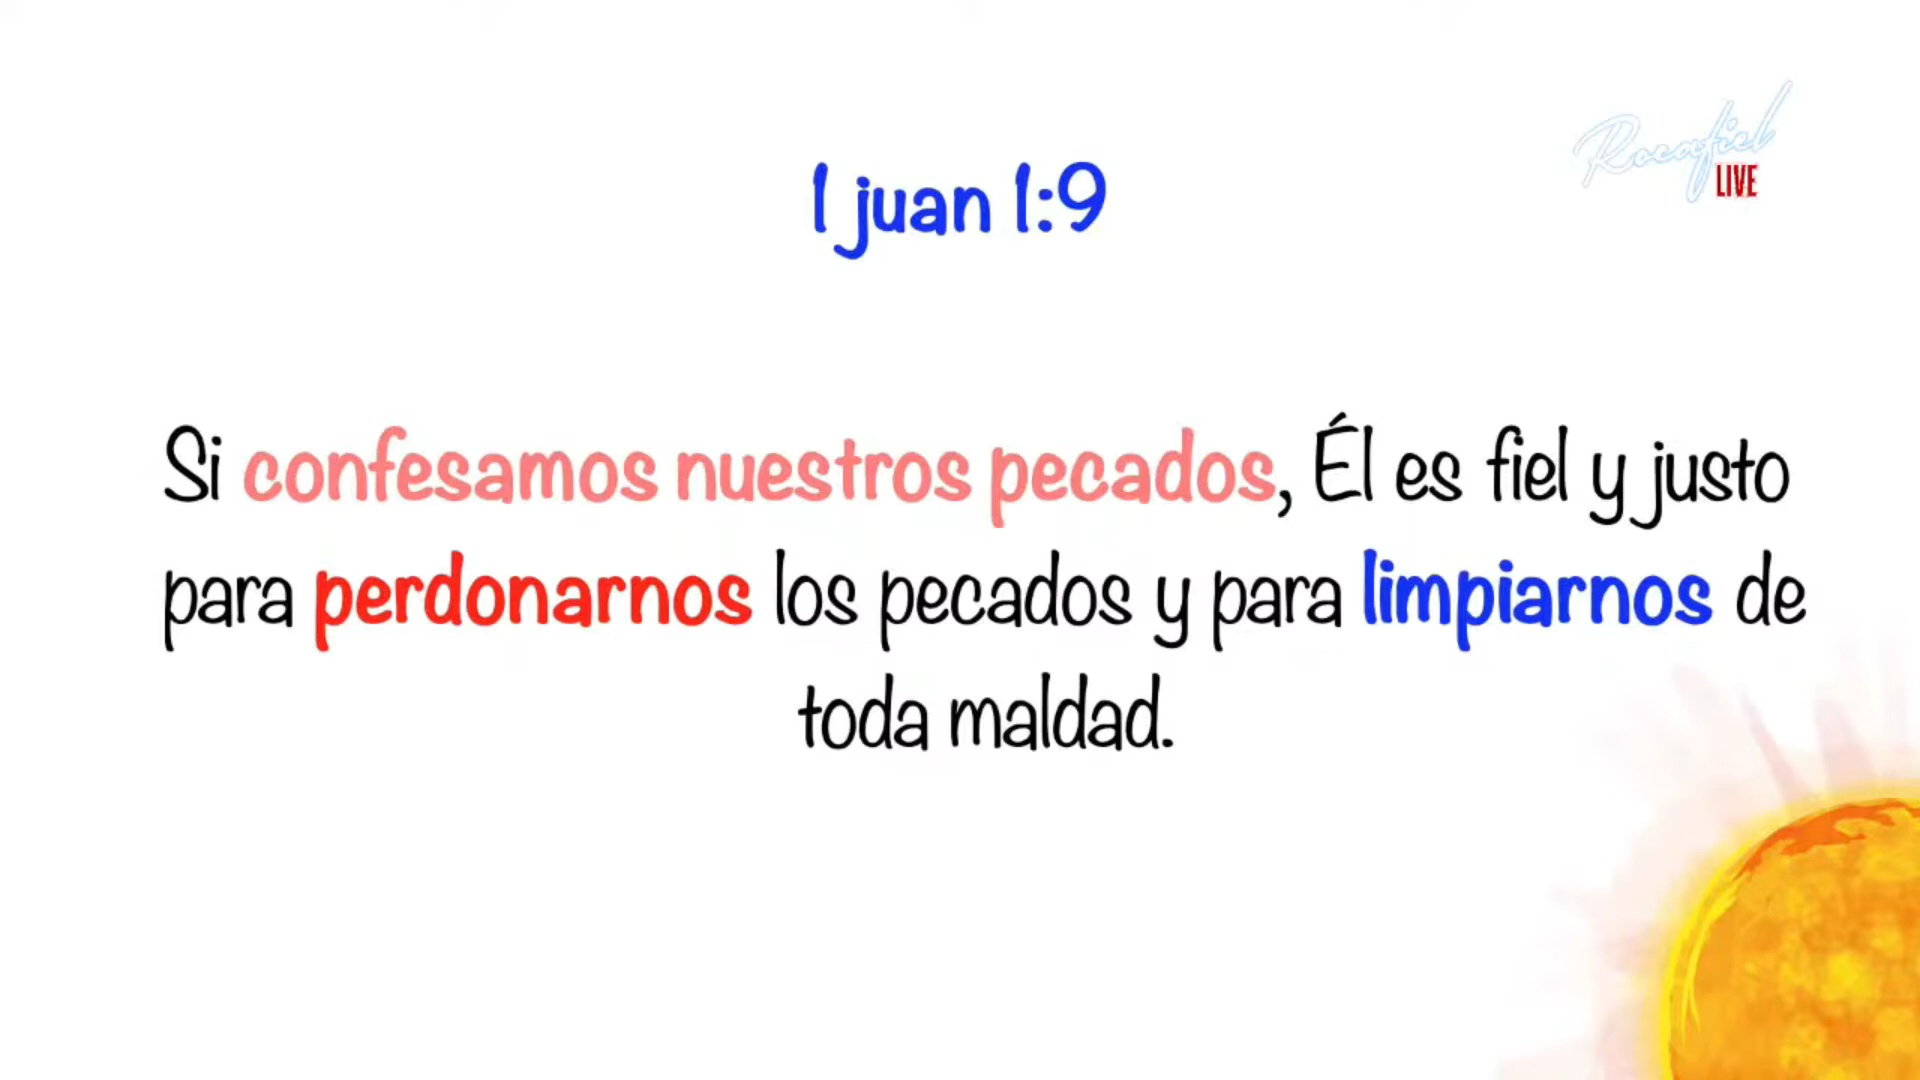 Rocafiel
LIVE
1 juan 1:9
Si confesamos nuestros pecados, Él es fiel y justo
para perdonarnos los pecados y para limpiarnos de
toda maldad.